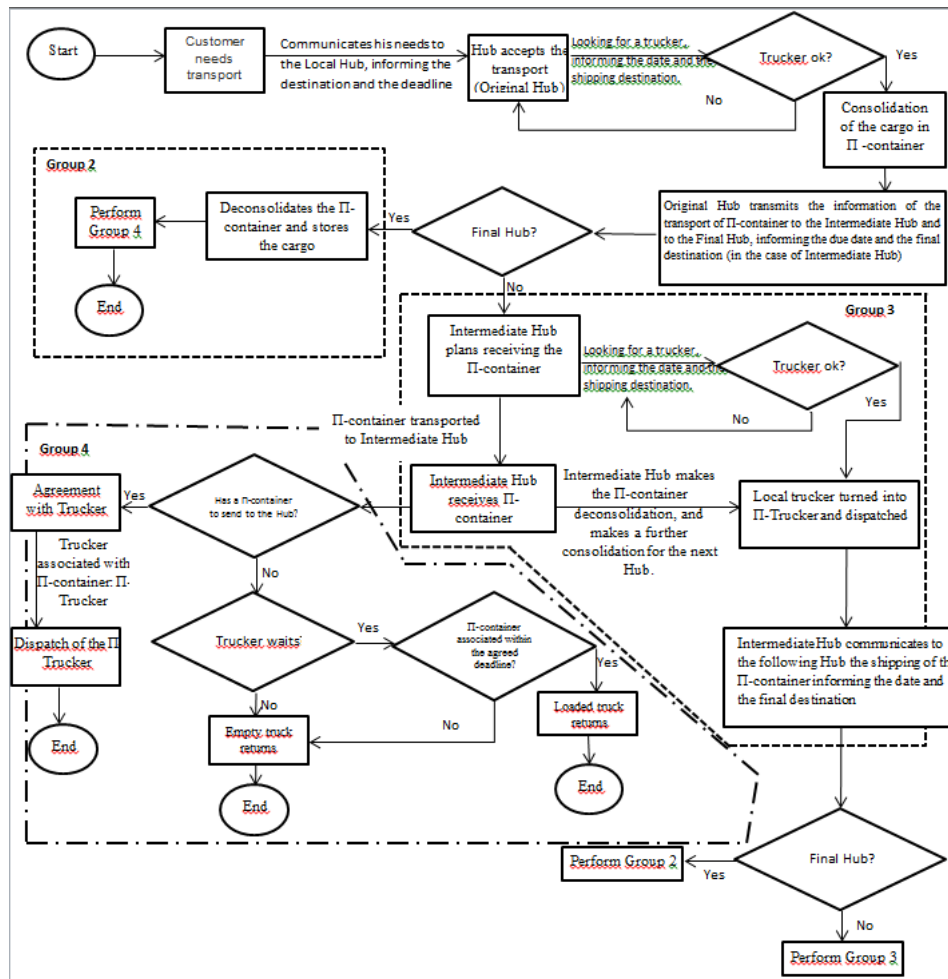 Start
Customer
needs
transport
Communicates his needs to
the Local Hub, informing the
destination and the deadline
Hub accepts the
transport
(Original Hub)
Looking for a trucker,
informing the date and the
shipping destination.
Trucker ok?
Yes
No
Consolidation
of the cargo in
Π -container
Original Hub transmits the information of the
transport of Π-container to the Intermediate Hub and
to the Final Hub, informing the due date and the final
destination (in the case of Intermediate Hub)
Final Hub?
Yes
No
Group 2
Deconsolidates the Π-
container and stores
the cargo
Perform
Group 4
End
Group 3
Intermediate Hub
plans receiving the
Π-container
Looking for a trucker,
informing the date and the
shipping destination.
Trucker ok?
Yes
No
Π-container transported
to Intermediate Hub
Intermediate Hub
receives Π-
container
Intermediate Hub makes
the Π-container
deconsolidation, and
makes a further
consolidation for the next
Hub.
Local trucker turned into
Π-Trucker and dispatched
Intermediate Hub communicates to
the following Hub the shipping of the
Π-container informing the date and
the final destination
Group 4
Has a Π-container
to send to the Hub?
Yes
Agreement
with Trucker
Trucker
associated with
Π-container: Π-
Trucker
Dispatch of the Π
Trucker
End
No
Trucker waits
Yes
Π-container
associated within
the agreed
deadline?
Yes
Loaded truck
returns.
End
No
No
Empty truck
returns.
End
Final Hub?
Yes
Perform Group 2
No
Perform Group 3